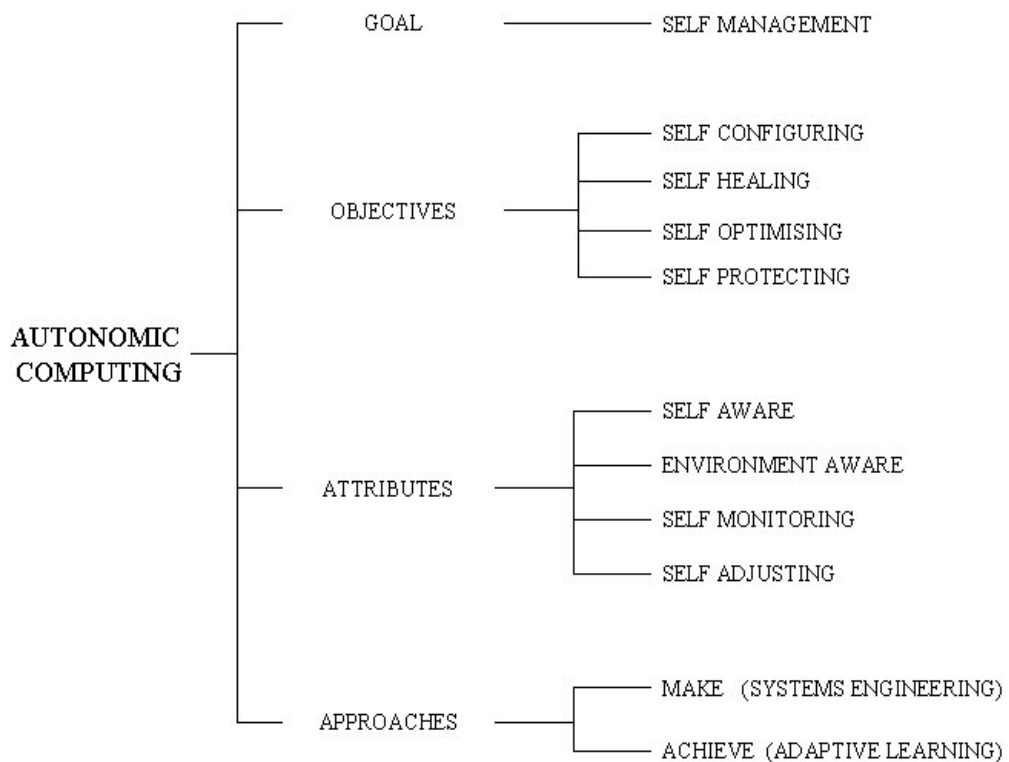 GOAL
SELF MANAGEMENT
OBJECTIVES
SELF CONFIGURING
SELF HEALING
SELF OPTIMISING
SELF PROTECTING
AUTONOMIC
COMPUTING
ATTRIBUTES
SELF AWARE
ENVIRONMENT AWARE
SELF MONITORING
SELF ADJUSTING
APPROACHES
MAKE (SYSTEMS ENGINEERING)
ACHIEVE (ADAPTIVE LEARNING)